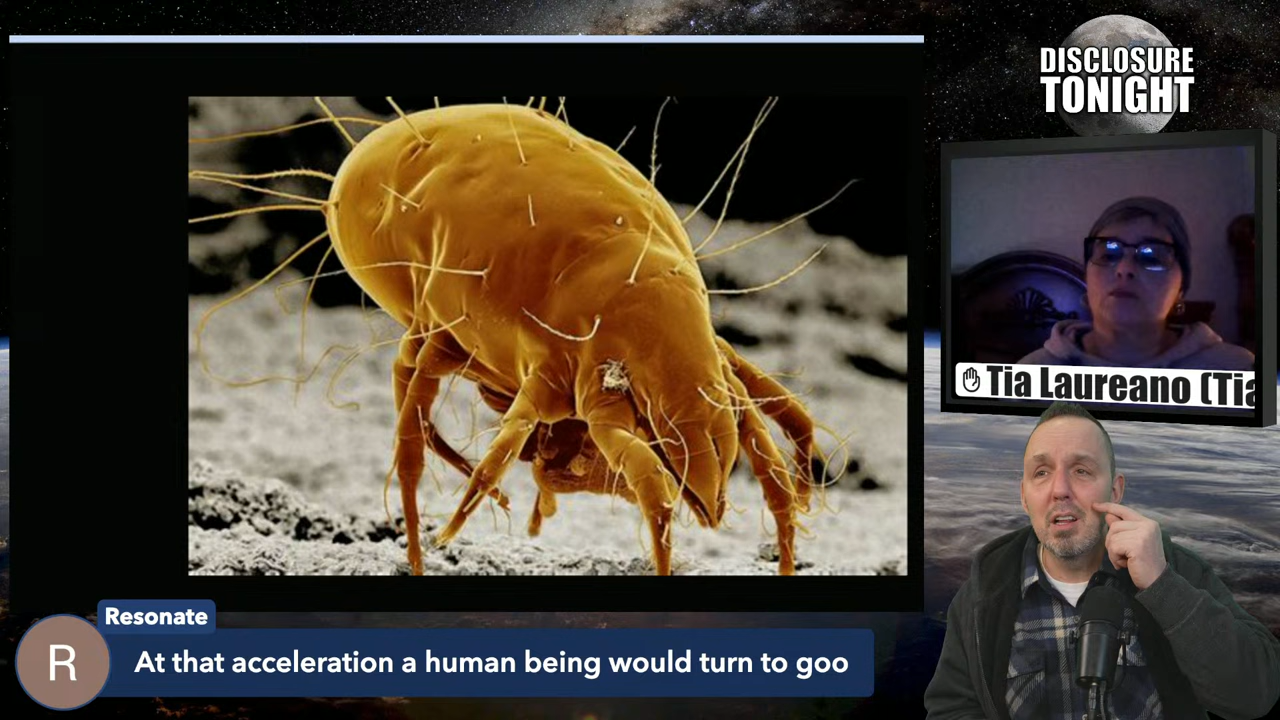 DISCLOSURE
TONIGHT
Tia Laureano (Tia
Resonate
R
At that acceleration a human being would turn to goo